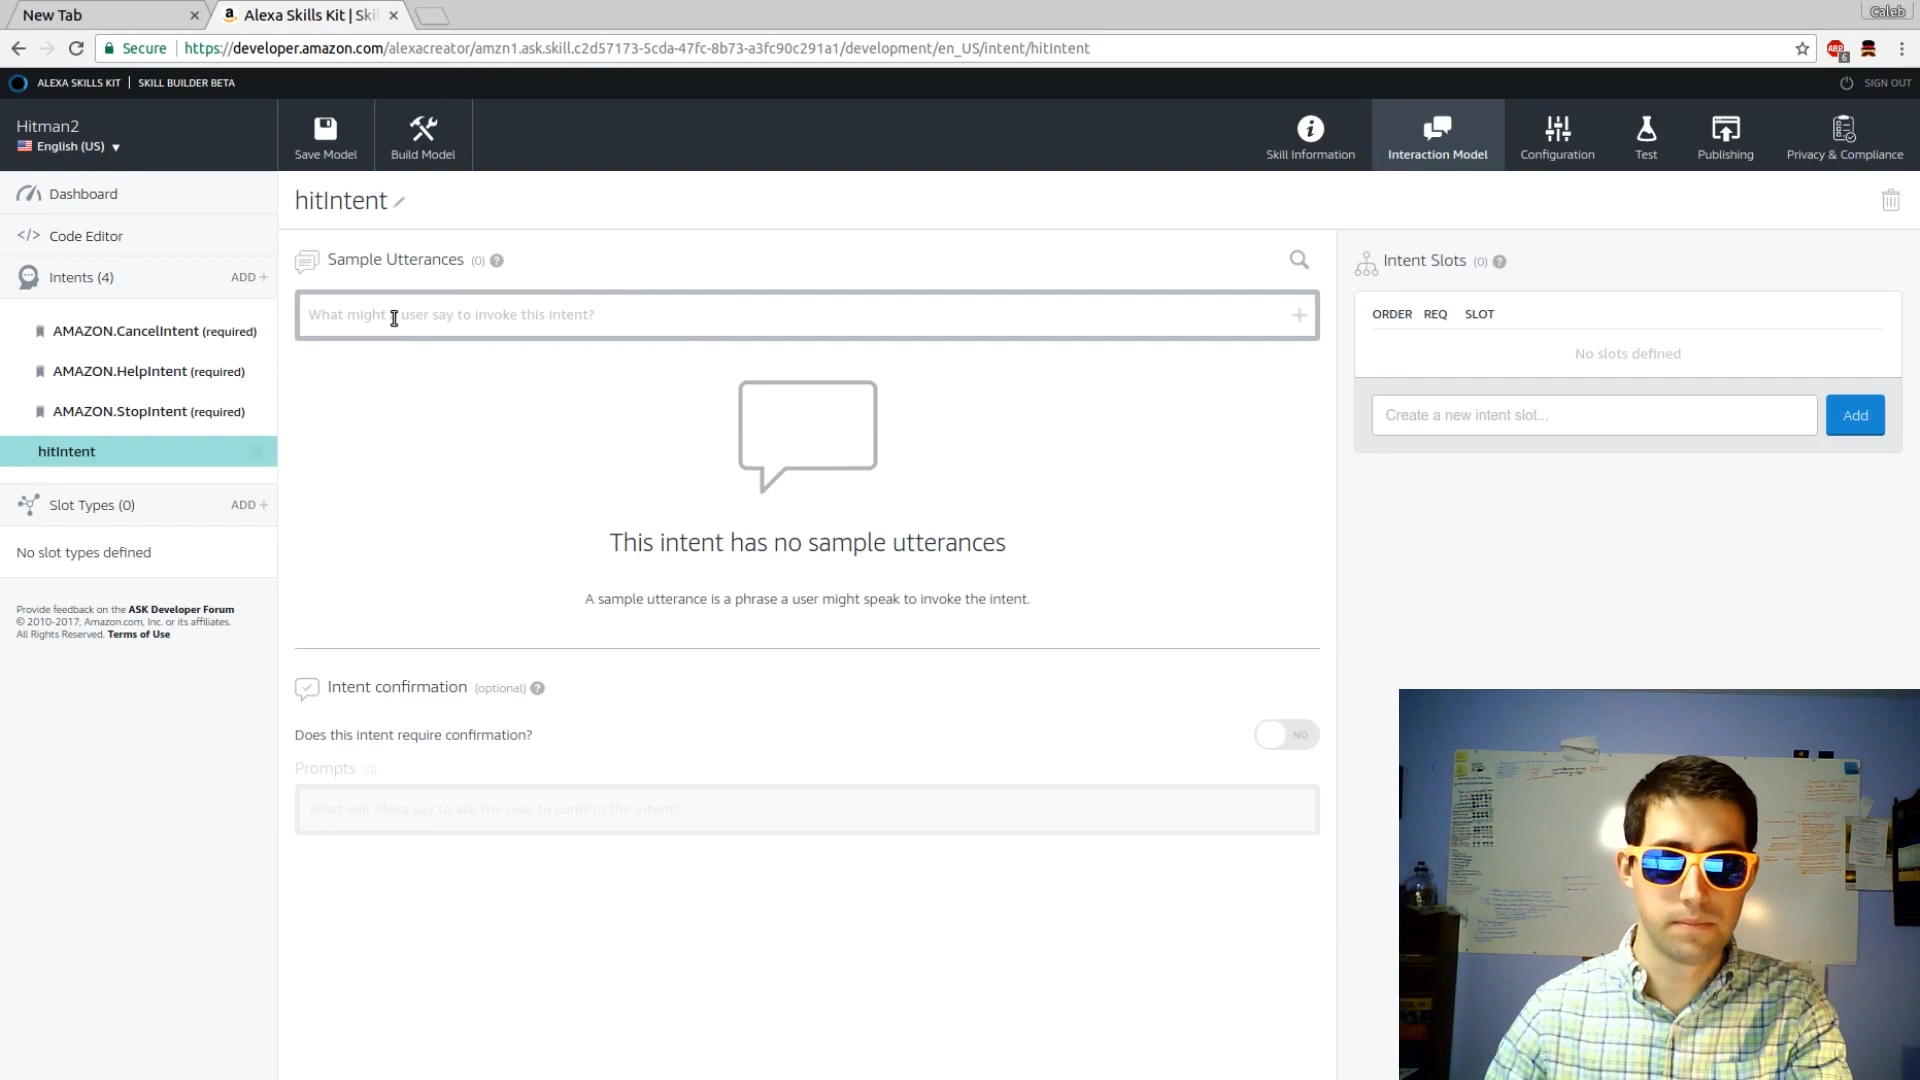 New Tab
Alexa Skills Kit | Skil
Caleb
Secure
https://developer.amazon.com/alexacreator/amzn1.ask.skill.c2d57173-5cda-47fc-8b73-a3fc90c291a1/development/en_US/intent/hitIntent
ABP
6
ALEXA SKILLS KIT | SKILL BUILDER BETA
SIGN OUT
Hitman2
English (US)
Save Model
Build Model
Skill Information
Interaction Model
Configuration
Test
Publishing
Privacy & Compliance
Dashboard
Code Editor
Intents (4)
ADD +
AMAZON.CancelIntent (required)
AMAZON.HelpIntent (required)
AMAZON.StopIntent (required)
hitIntent
Slot Types (0)
ADD +
No slot types defined
Provide feedback on the ASK Developer Forum
© 2010-2017, Amazon.com, Inc. or its affiliates.
All Rights Reserved. Terms of Use
hitIntent
Sample Utterances (0)
What might a user say to invoke this intent?
This intent has no sample utterances
A sample utterance is a phrase a user might speak to invoke the intent.
Intent confirmation (optional)
Does this intent require confirmation?
NO
Prompts (0)
What will Alexa say to ask the user to confirm the intent?
Intent Slots (0)
ORDER REQ SLOT
No slots defined
Create a new intent slot...
Add